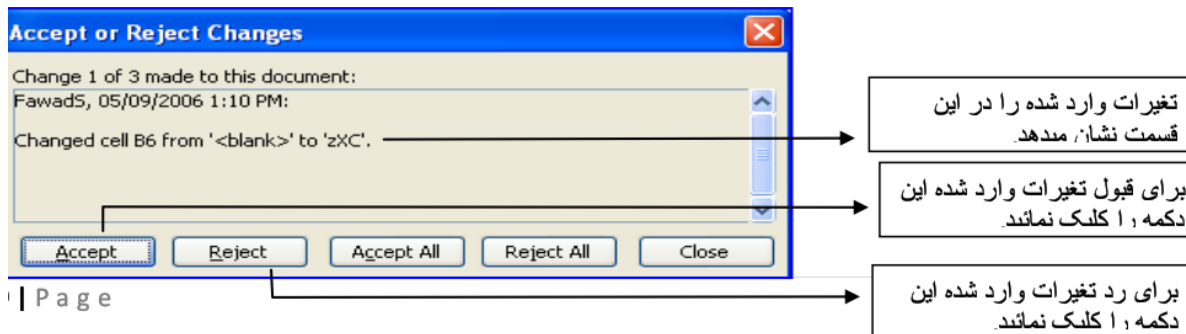 Accept or Reject Changes
Change 1 of 3 made to this document:
FawadS, 05/09/2006 1:10 PM:
Changed cell B6 from '<blank>' to 'zXC'.
Accept
Reject
Accept All
Reject All
Close
تغیرات وارد شده را در این
قسمت نشان میدهد.
برای قبول تغیرات وارد شده این
دکمه را کلیک نمائید.
برای رد تغیرات وارد شده این
دکمه را کلیک نمائید.
| Page